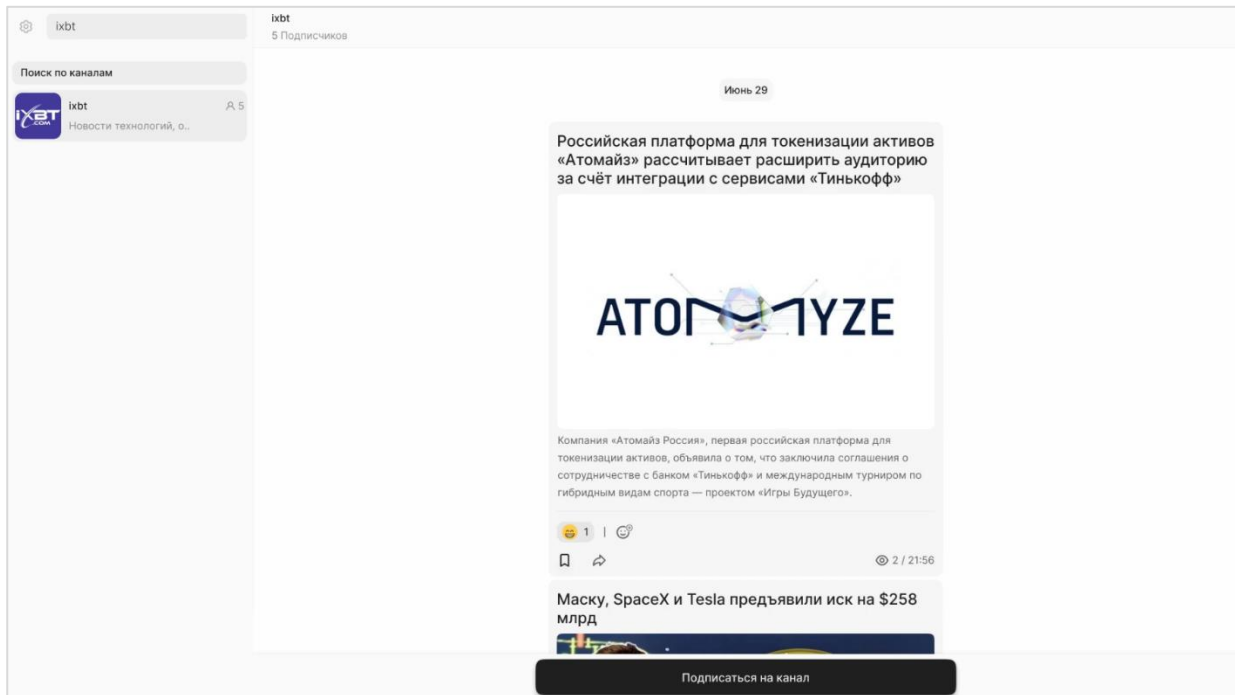 ixbt
Поиск по каналам
iXBT
.COM
ixbt
5
Новости технологий, о..
ixbt
5 Подписчиков
Июнь 29
Российская платформа для токенизации активов
«Атомайз» рассчитывает расширить аудиторию
за счёт интеграции с сервисами «Тинькофф»
ATOMYZE
Компания «Атомайз Россия», первая российская платформа для
токенизации активов, объявила о том, что заключила соглашения о
сотрудничестве с банком «Тинькофф» и международным турниром по
гибридным видам спорта — проектом «Игры Будущего».
1
2 / 21:56
Маску, SpaceX и Tesla предъявили иск на $258
млрд
Подписаться на канал